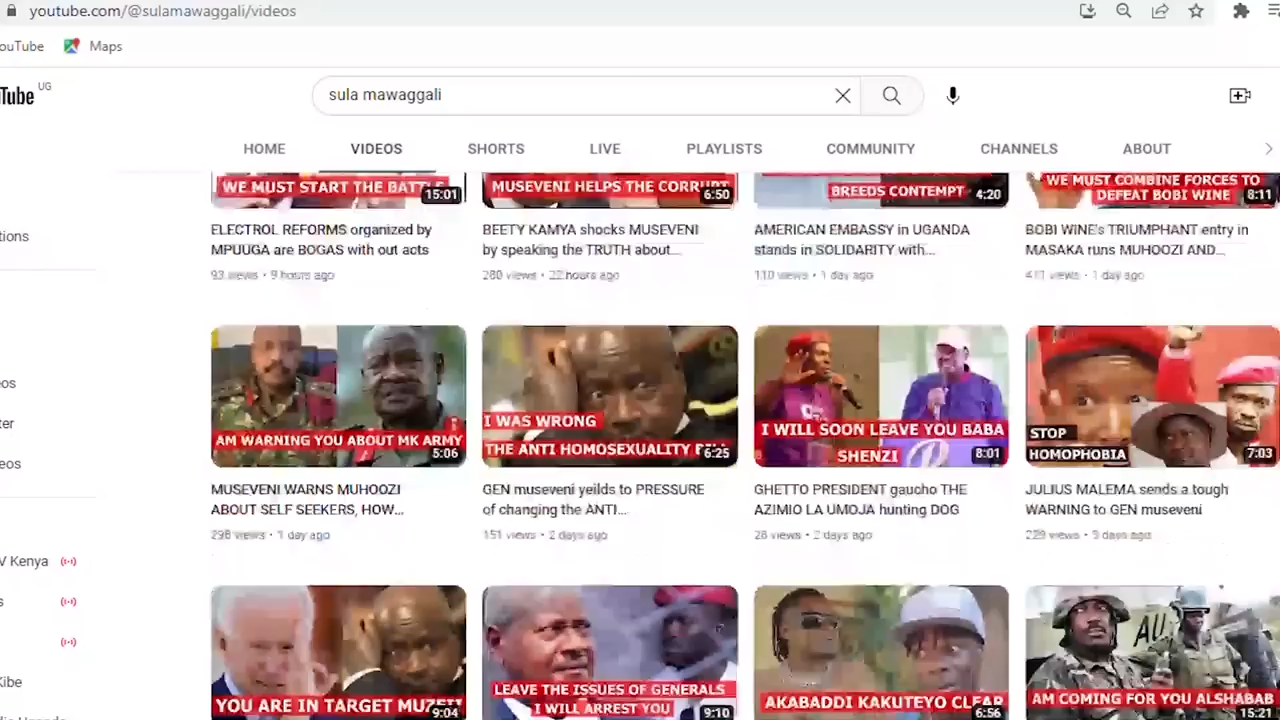 youtube.com/@sulamawaggali/videos
ouTube Maps
Tube UG
sula mawaggali
HOME VIDEOS SHORTS LIVE PLAYLISTS COMMUNITY CHANNELS ABOUT
WE MUST START THE BATTLE 15:01
MUSEVENI HELPS THE CORRUPT 6:50
BREEDS CONTEMPT 4:20
WE MUST COMBINE FORCES TO
DEFEAT BOBI WINE 8:11
ELECTROL REFORMS organized by
MPUUGA are BOGAS with out acts
93 views • 9 hours ago
BEETY KAMYA shocks MUSEVENI
by speaking the TRUTH about...
280 views • 22 hours ago
AMERICAN EMBASSY in UGANDA
stands in SOLIDARITY with...
110 views • 1 day ago
BOBI WINE's TRIUMPHANT entry in
MASAKA runs MUHOOZI AND...
411 views • 1 day ago
tions
eos
ter
eos
AM WARNING YOU ABOUT MK ARMY
5:06
I WAS WRONG
THE ANTI HOMOSEXUALITY
6:25
I WILL SOON LEAVE YOU BABA
SHENZI 8:01
STOP
HOMOPHOBIA 7:03
MUSEVENI WARNS MUHOOZI
ABOUT SELF SEEKERS, HOW...
298 views • 1 day ago
GEN museveni yeilds to PRESSURE
of changing the ANTI...
151 views • 2 days ago
GHETTO PRESIDENT gaucho THE
AZIMIO LA UMOJA hunting DOG
28 views • 2 days ago
JULIUS MALEMA sends a tough
WARNING to GEN museveni
229 views • 3 days ago
V Kenya
s
Kibe
YOU ARE IN TARGET
9:04
LEAVE THE ISSUES OF GENERALS
I WILL ARREST YOU 9:10
AKABADDI KAKUTEYO CLEAR
6:56
AU
AM COMING FOR YOU ALSHABAB
15:21